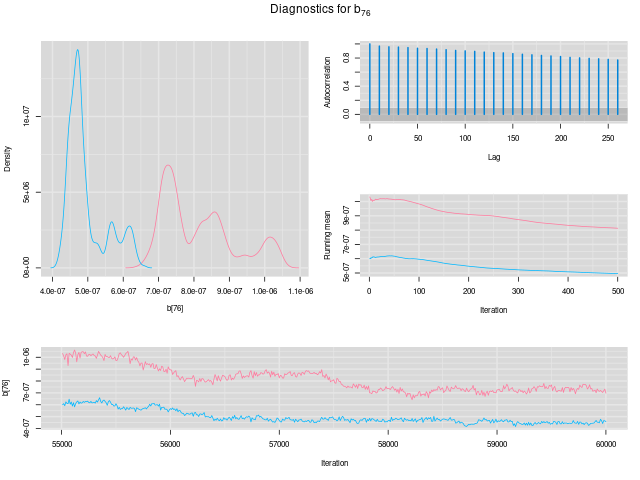 Diagnostics for b76
Density
0e+00
5e+06
1e+07
4.0e-07 5.0e-07 6.0e-07 7.0e-07 8.0e-07 9.0e-07 1.0e-06 1.1e-06
b[76]
Autocorrelation
0.0 0.4 0.8
0 50 100 150 200 250
Lag
Running mean
5e-07 7e-07 9e-07
0 100 200 300 400 500
Iteration
b[76]
4e-07 7e-07 1e-06
55000 56000 57000 58000 59000 60000
Iteration